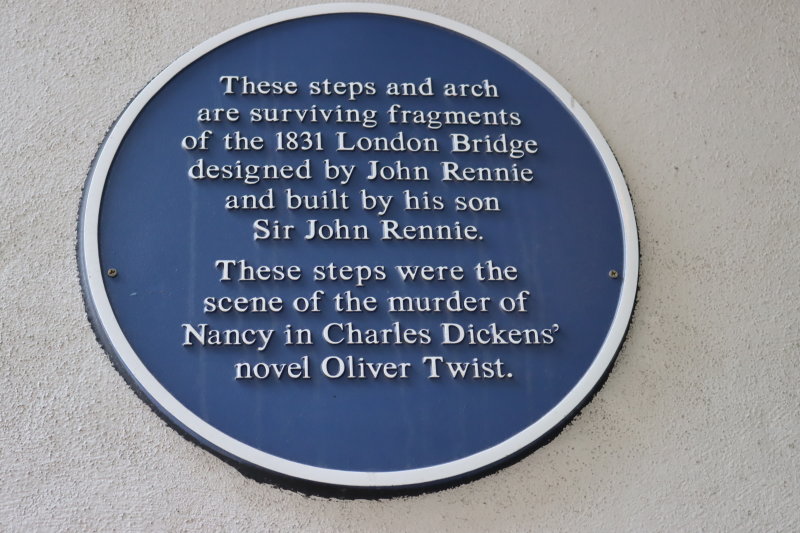 These steps and arch
are surviving fragments
of the 1831 London Bridge
designed by John Rennie
and built by his son
Sir John Rennie.
These steps were the
scene of the murder of
Nancy in Charles Dickens'
novel Oliver Twist.